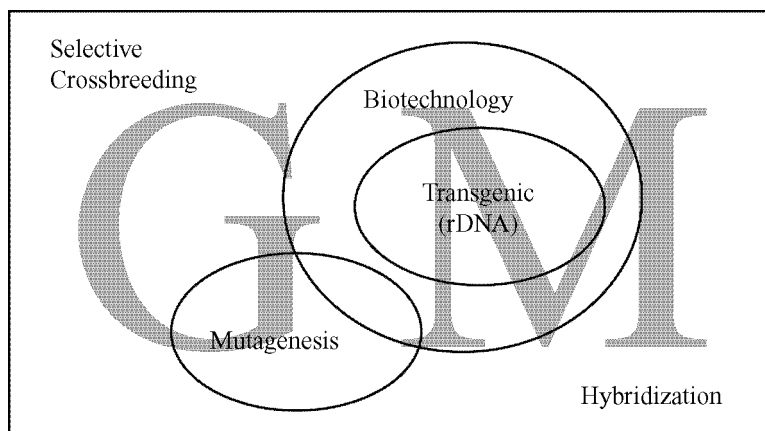 Selective
Crossbreeding
Biotechnology
Transgenic
(rDNA)
GM
Mutagenesis
Hybridization